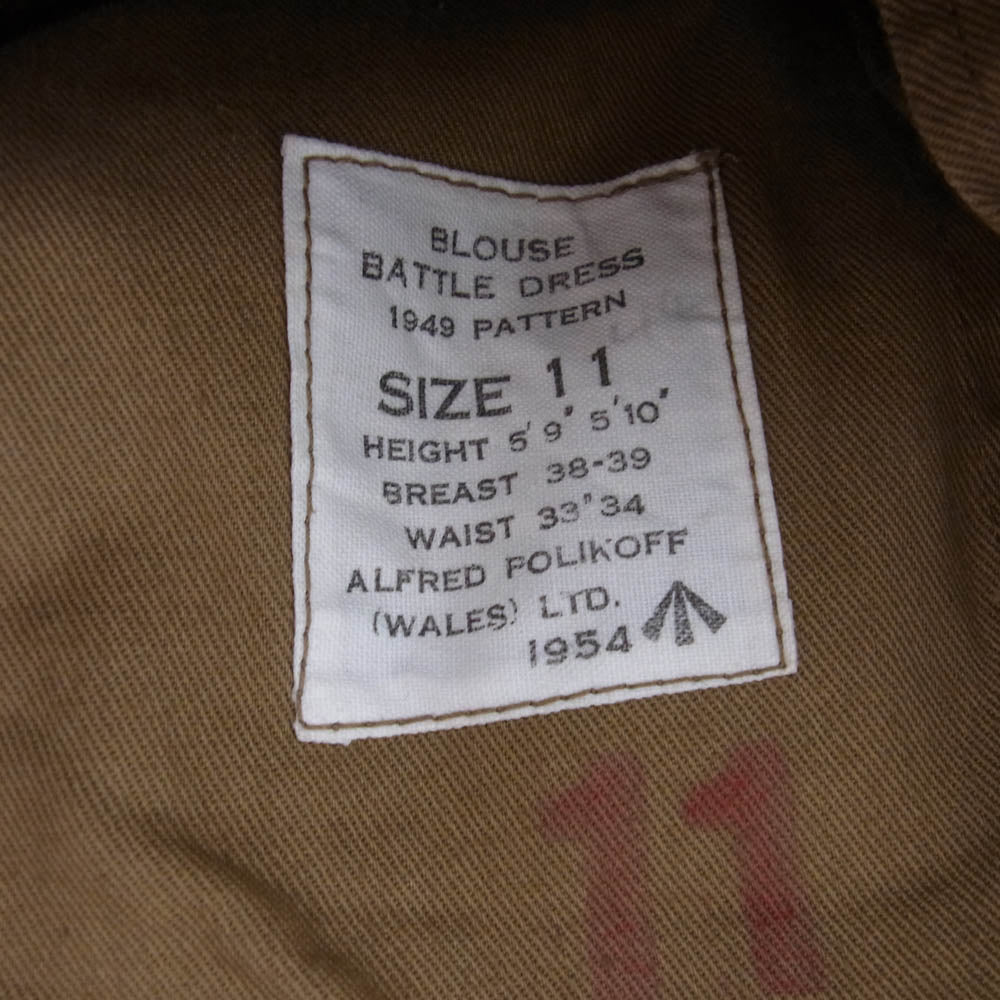 BLOUSE
BATTLE DRESS
1949 PATTERN
SIZE 11
HEIGHT 5'9" 5'10"
BREAST 38-39
WAIST 33"34
ALFRED POLIKOFF
(WALES) LTD.
1954
11